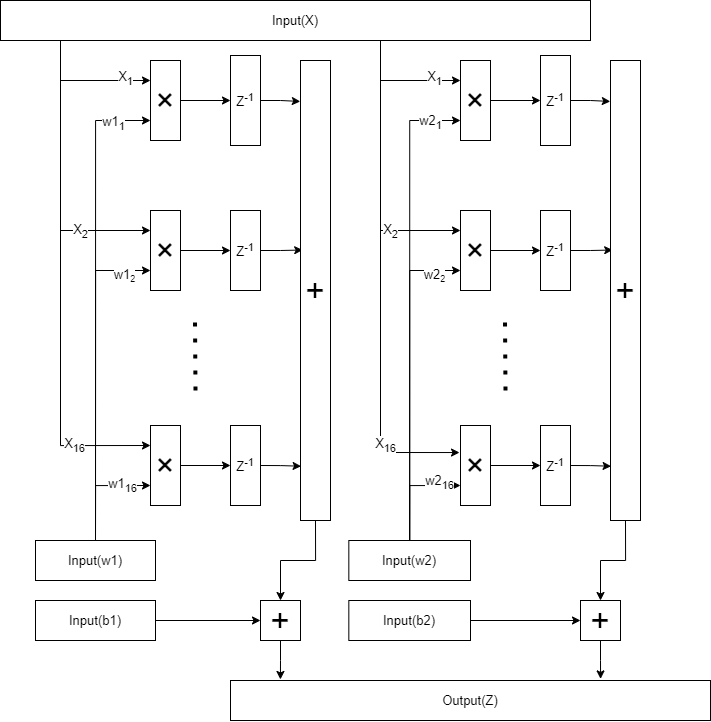 Input(X)
X₁ × Z⁻¹ X₁ × Z⁻¹
w1₁ w2₁
X₂ × Z⁻¹ X₂ × Z⁻¹
w1₂ w2₂
+ +
X₁₆ × Z⁻¹ X₁₆ × Z⁻¹
w1₁₆ w2₁₆
Input(w1) Input(w2)
Input(b1) + Input(b2) +
Output(Z)